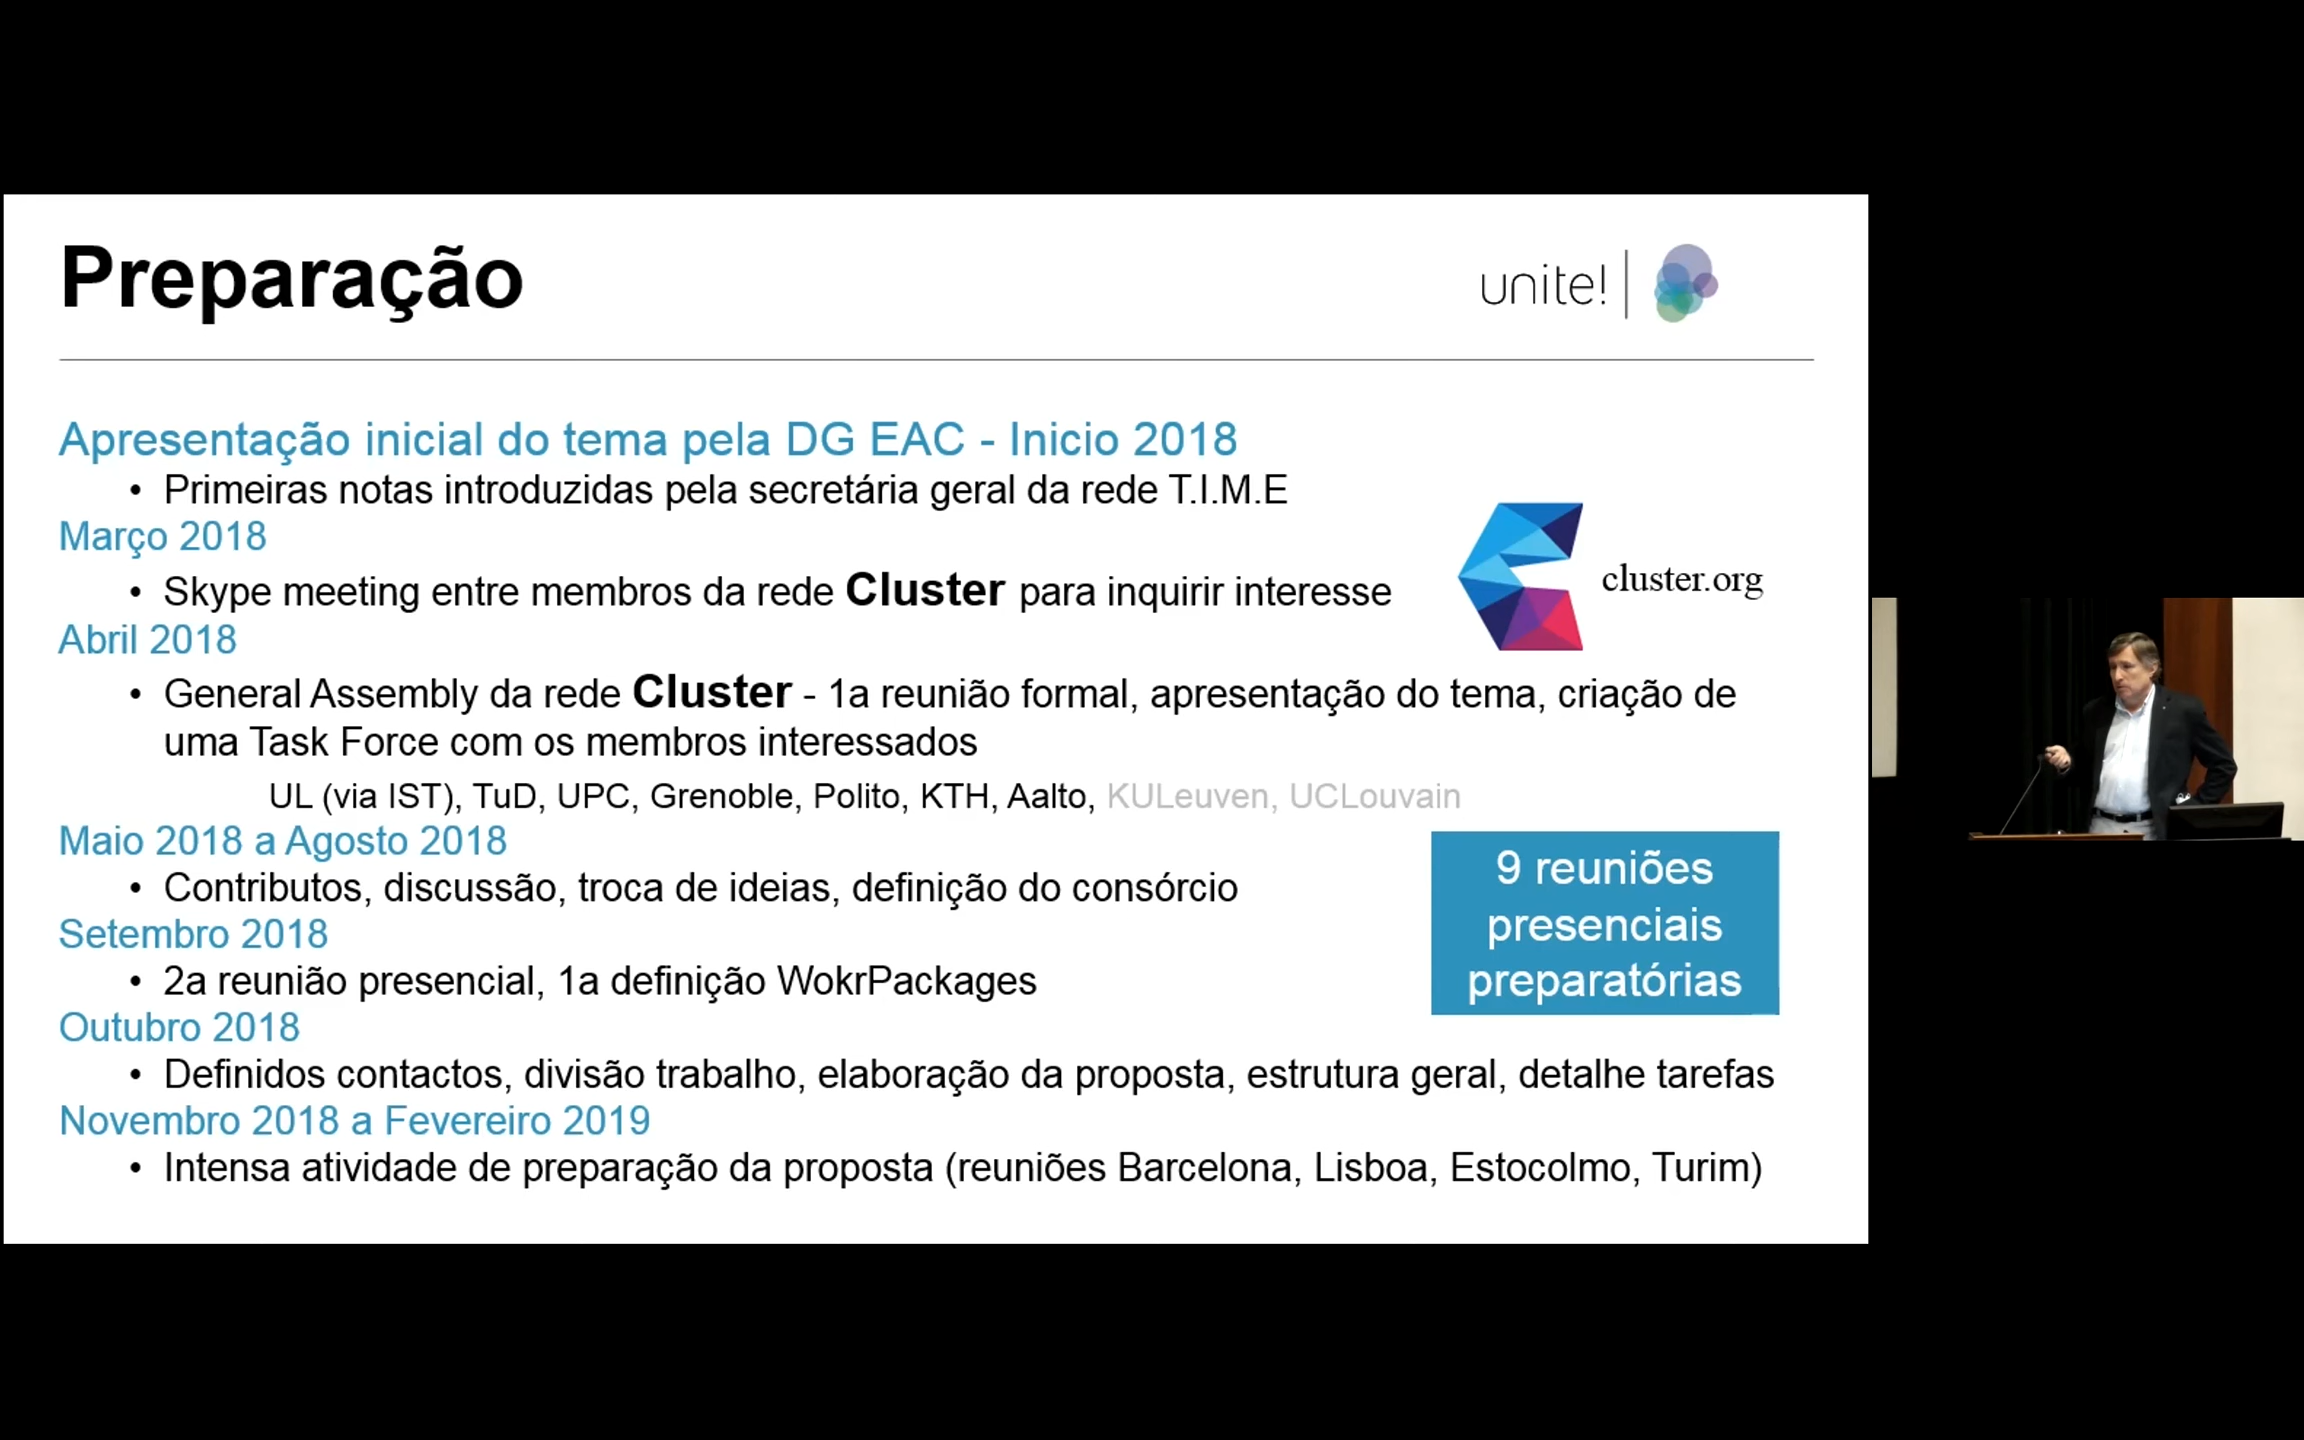 Preparação
unite!
Apresentação inicial do tema pela DG EAC - Inicio 2018
• Primeiras notas introduzidas pela secretária geral da rede T.I.M.E
Março 2018
• Skype meeting entre membros da rede Cluster para inquirir interesse
cluster.org
Abril 2018
• General Assembly da rede Cluster - 1a reunião formal, apresentação do tema, criação de
uma Task Force com os membros interessados
UL (via IST), TuD, UPC, Grenoble, Polito, KTH, Aalto, KULeuven, UCLouvain
Maio 2018 a Agosto 2018
• Contributos, discussão, troca de ideias, definição do consórcio
Setembro 2018
• 2a reunião presencial, 1a definição WokrPackages
9 reuniões
presenciais
preparatórias
Outubro 2018
• Definidos contactos, divisão trabalho, elaboração da proposta, estrutura geral, detalhe tarefas
Novembro 2018 a Fevereiro 2019
• Intensa atividade de preparação da proposta (reuniões Barcelona, Lisboa, Estocolmo, Turim)